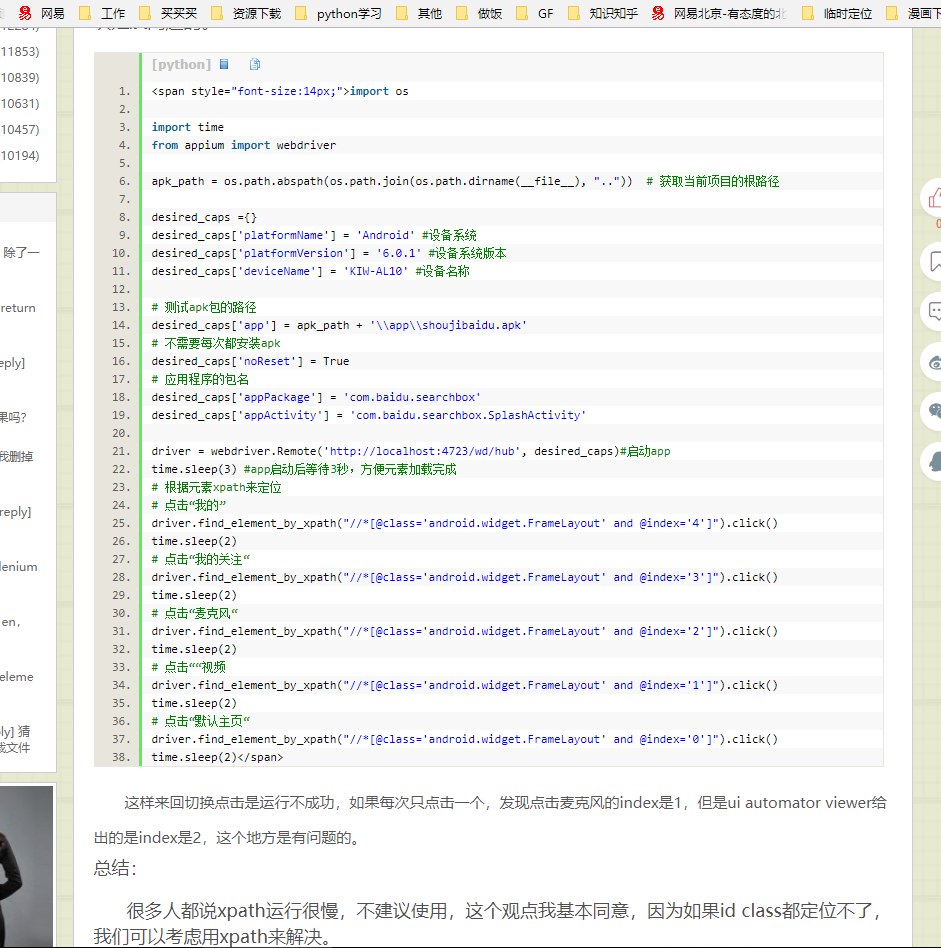 网易 工作 买买买 资源下载 python学习 其他 做饭 GF 知识知乎 网易北京-有态度的北 临时定位 漫画下
11853)
10839)
10631)
10457)
10194)
除了一
return
eply]
果吗?
我删掉
reply]
lenium
en,
eleme
ly] 猜
战文件
[python]
1. <span style="font-size:14px;">import os
2.
3. import time
4. from appium import webdriver
5.
6. apk_path = os.path.abspath(os.path.join(os.path.dirname(__file__), "..")) # 获取当前项目的根路径
7.
8. desired_caps ={}
9. desired_caps['platformName'] = 'Android' #设备系统
10. desired_caps['platformVersion'] = '6.0.1' #设备系统版本
11. desired_caps['deviceName'] = 'KIW-AL10' #设备名称
12.
13. # 测试apk包的路径
14. desired_caps['app'] = apk_path + '\\app\\shoujibaidu.apk'
15. # 不需要每次都安装apk
16. desired_caps['noReset'] = True
17. # 应用程序的包名
18. desired_caps['appPackage'] = 'com.baidu.searchbox'
19. desired_caps['appActivity'] = 'com.baidu.searchbox.SplashActivity'
20.
21. driver = webdriver.Remote('http://localhost:4723/wd/hub', desired_caps)#启动app
22. time.sleep(3) #app启动后等待3秒，方便元素加载完成
23. # 根据元素xpath来定位
24. # 点击“我的”
25. driver.find_element_by_xpath("//*[@class='android.widget.FrameLayout' and @index='4']").click()
26. time.sleep(2)
27. # 点击“我的关注“
28. driver.find_element_by_xpath("//*[@class='android.widget.FrameLayout' and @index='3']").click()
29. time.sleep(2)
30. # 点击“麦克风“
31. driver.find_element_by_xpath("//*[@class='android.widget.FrameLayout' and @index='2']").click()
32. time.sleep(2)
33. # 点击““视频
34. driver.find_element_by_xpath("//*[@class='android.widget.FrameLayout' and @index='1']").click()
35. time.sleep(2)
36. # 点击“默认主页“
37. driver.find_element_by_xpath("//*[@class='android.widget.FrameLayout' and @index='0']").click()
38. time.sleep(2)</span>
这样来回切换点击是运行不成功，如果每次只点击一个，发现点击麦克风的index是1，但是ui automator viewer给
出的是index是2，这个地方是有问题的。
总结：
很多人都说xpath运行很慢，不建议使用，这个观点我基本同意，因为如果id class都定位不了，
我们可以考虑用xpath来解决。